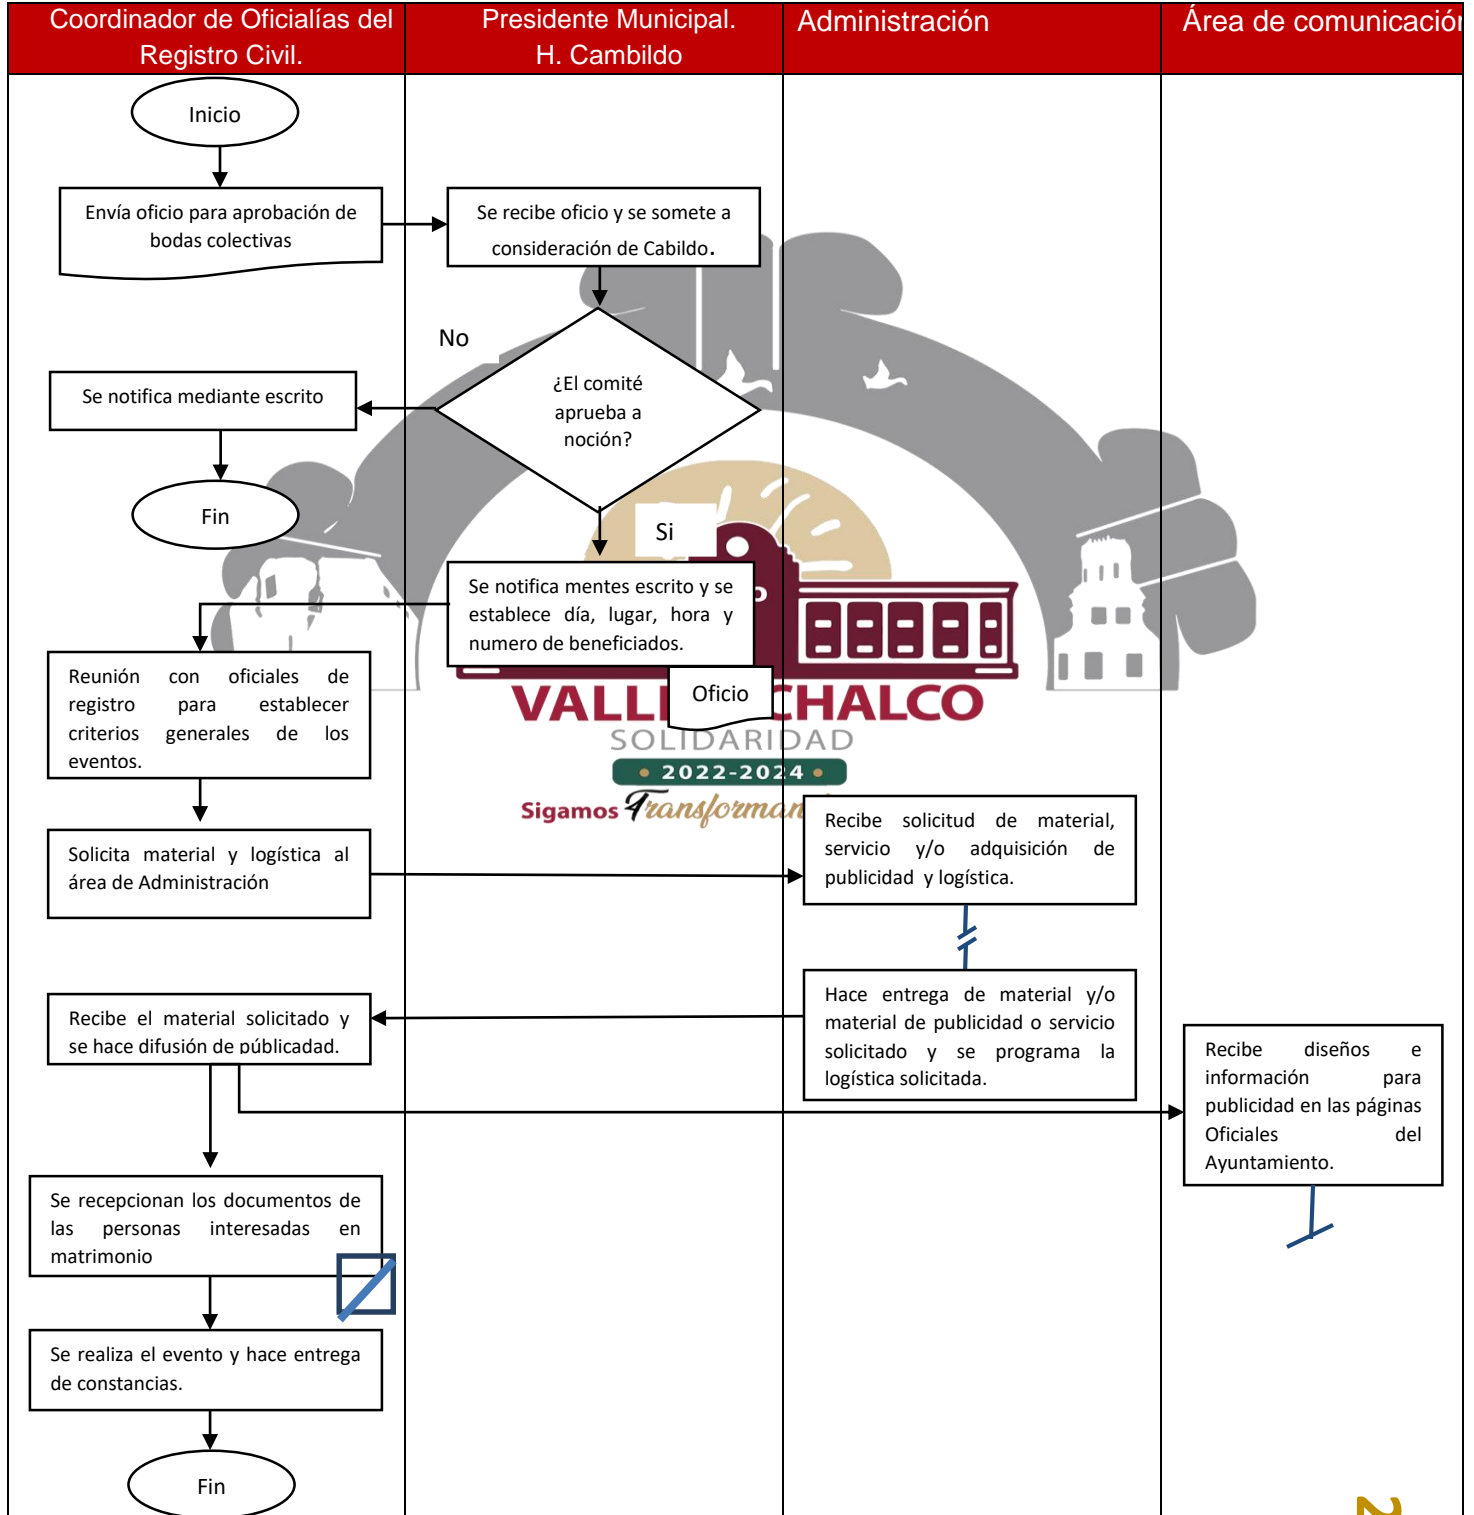 Coordinador de Oficialías del
Registro Civil.
Presidente Municipal.
H. Cambildo
Administración
Área de comunicación
Inicio
Envía oficio para aprobación de
bodas colectivas
Se recibe oficio y se somete a
consideración de Cabildo.
No
¿El comité
aprueba a
noción?
Se notifica mediante escrito
Fin
Si
Se notifica mentes escrito y se
establece día, lugar, hora y
numero de beneficiados.
Oficio
Reunión con oficiales de
registro para establecer
criterios generales de los
eventos.
VALLE CHALCO
SOLIDARIDAD
2022-2024
Sigamos
Solicita material y logística al
área de Administración
Recibe solicitud de material,
servicio y/o adquisición de
publicidad y logística.
Hace entrega de material y/o
material de publicidad o servicio
solicitado y se programa la
logística solicitada.
Recibe el material solicitado y
se hace difusión de públicadad.
Recibe diseños e
información para
publicidad en las páginas
Oficiales del
Ayuntamiento.
Se recepcionan los documentos de
las personas interesadas en
matrimonio
Se realiza el evento y hace entrega
de constancias.
Fin
2